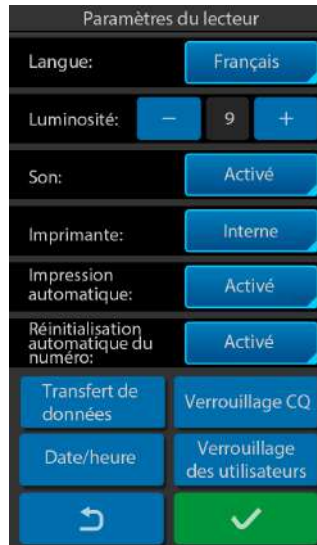 Paramètres du lecteur
Langue:
Français
Luminosité:
−
9
+
Son:
Activé
Imprimante:
Interne
Impression
automatique:
Activé
Réinitialisation
automatique du
numéro:
Activé
Transfert de
données
Verrouillage CQ
Date/heure
Verrouillage
des utilisateurs